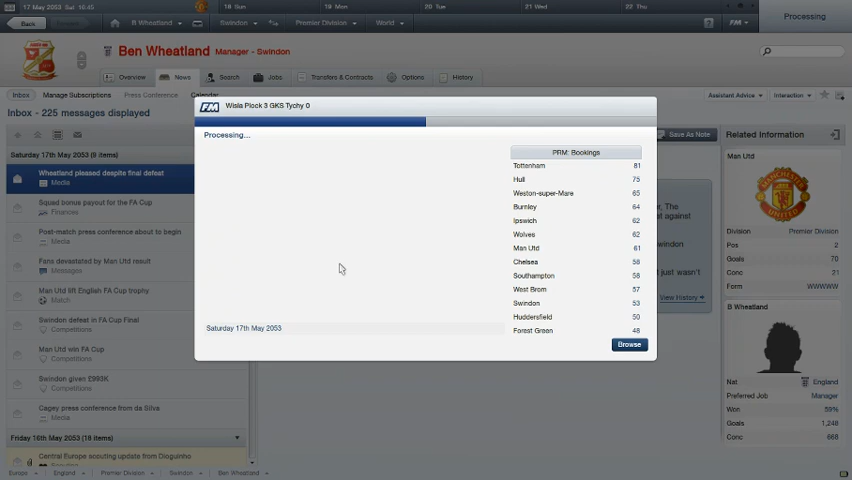 17 May 2053 Sat 16:45
18 Sun
19 Mon
20 Tue
21 Wed
22 Thu
Processing
Back
B Wheatland
Swindon
Premier Division
World
?
FM
Ben Wheatland Manager - Swindon
Overview
News
Search
Jobs
Transfers & Contracts
Options
History
Inbox
Manage Subscriptions
Press Conference
Calendar
Assistant Advice
Interaction
Inbox - 225 messages displayed
Save As Note
Related Information
Saturday 17th May 2053 (9 items)
Wheatland pleased despite final defeat
Media
Squad bonus payout for the FA Cup
Finances
Post-match press conference about to begin
Media
Fans devastated by Man Utd result
Messages
Man Utd lift English FA Cup trophy
Match
Swindon defeat in FA Cup Final
Competitions
Man Utd win FA Cup
Competitions
Swindon given £993K
Competitions
Cagey press conference from da Silva
Media
Friday 16th May 2053 (18 items)
Central Europe scouting update from Dioguinho
Scouting
FM
Wisla Plock 3 GKS Tychy 0
Processing...
PRM: Bookings
Tottenham 81
Hull 75
Weston-super-Mare 65
Burnley 64
Ipswich 62
Wolves 62
Man Utd 61
Chelsea 58
Southampton 58
West Brom 57
Swindon 53
Huddersfield 50
Forest Green 48
Saturday 17th May 2053
Browse
, The
t against
windon
d just wasn't
View History
Man Utd
Division Premier Division
Pos 2
Goals 70
Conc 21
Form WWWWW
B Wheatland
Nat England
Preferred Job Manager
Won 59%
Goals 1,248
Conc 668
Europe
England
Premier Division
Swindon
Ben Wheatland